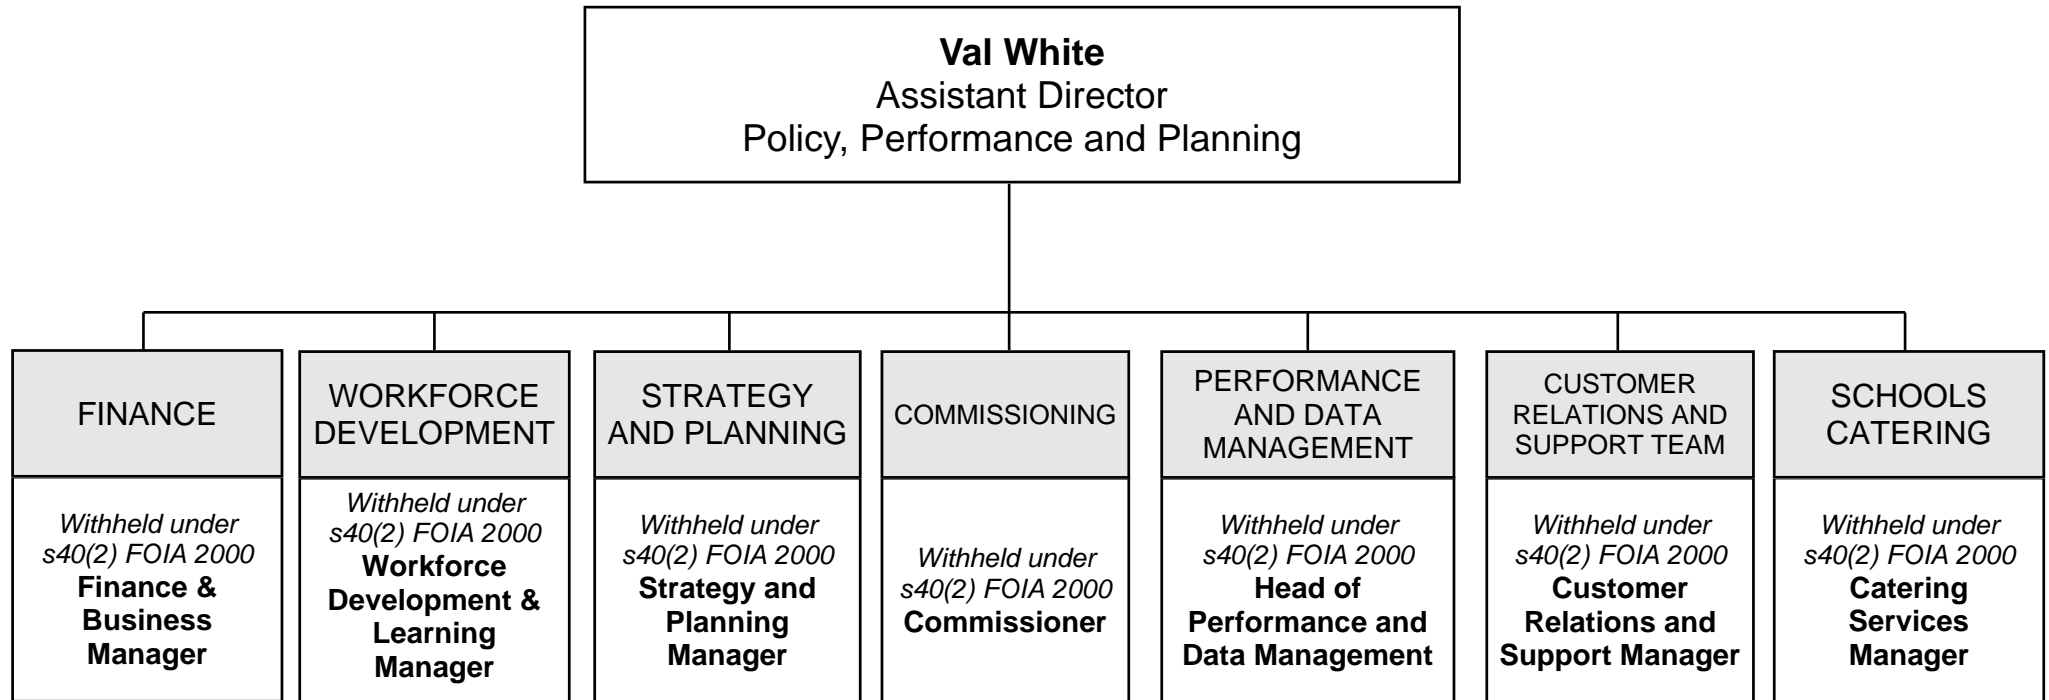 Val White
Assistant Director
Policy, Performance and Planning
FINANCE
Withheld under
s40(2) FOIA 2000
Finance &
Business
Manager
WORKFORCE
DEVELOPMENT
Withheld under
s40(2) FOIA 2000
Workforce
Development &
Learning
Manager
STRATEGY
AND PLANNING
Withheld under
s40(2) FOIA 2000
Strategy and
Planning
Manager
COMMISSIONING
Withheld under
s40(2) FOIA 2000
Commissioner
PERFORMANCE
AND DATA
MANAGEMENT
Withheld under
s40(2) FOIA 2000
Head of
Performance and
Data Management
CUSTOMER
RELATIONS AND
SUPPORT TEAM
Withheld under
s40(2) FOIA 2000
Customer
Relations and
Support Manager
SCHOOLS
CATERING
Withheld under
s40(2) FOIA 2000
Catering
Services
Manager